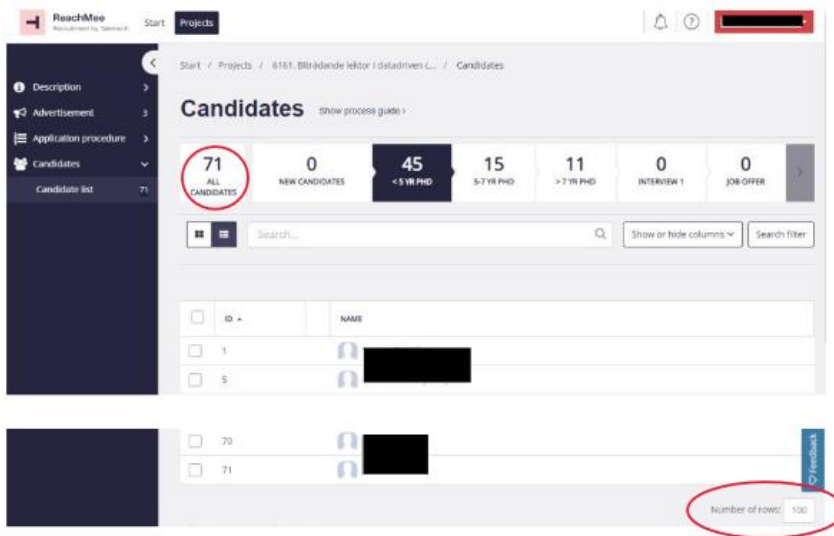 ReachMee
Recruitment by Talentech
Start
Projects
Start / Projects / 6161. Biträdande lektor i datadriven c... / Candidates
Description
Advertisement 3
Application procedure
Candidates
Candidate list 71
Candidates Show process guide ›
71 ALL CANDIDATES
0 NEW CANDIDATES
45 < 5 YR PHD
15 5-7 YR PHD
11 > 7 YR PHD
0 INTERVIEW 1
0 JOB OFFER
Search...
Show or hide columns
Search filter
ID NAME
1
5
70
71
Feedback
Number of rows: 100